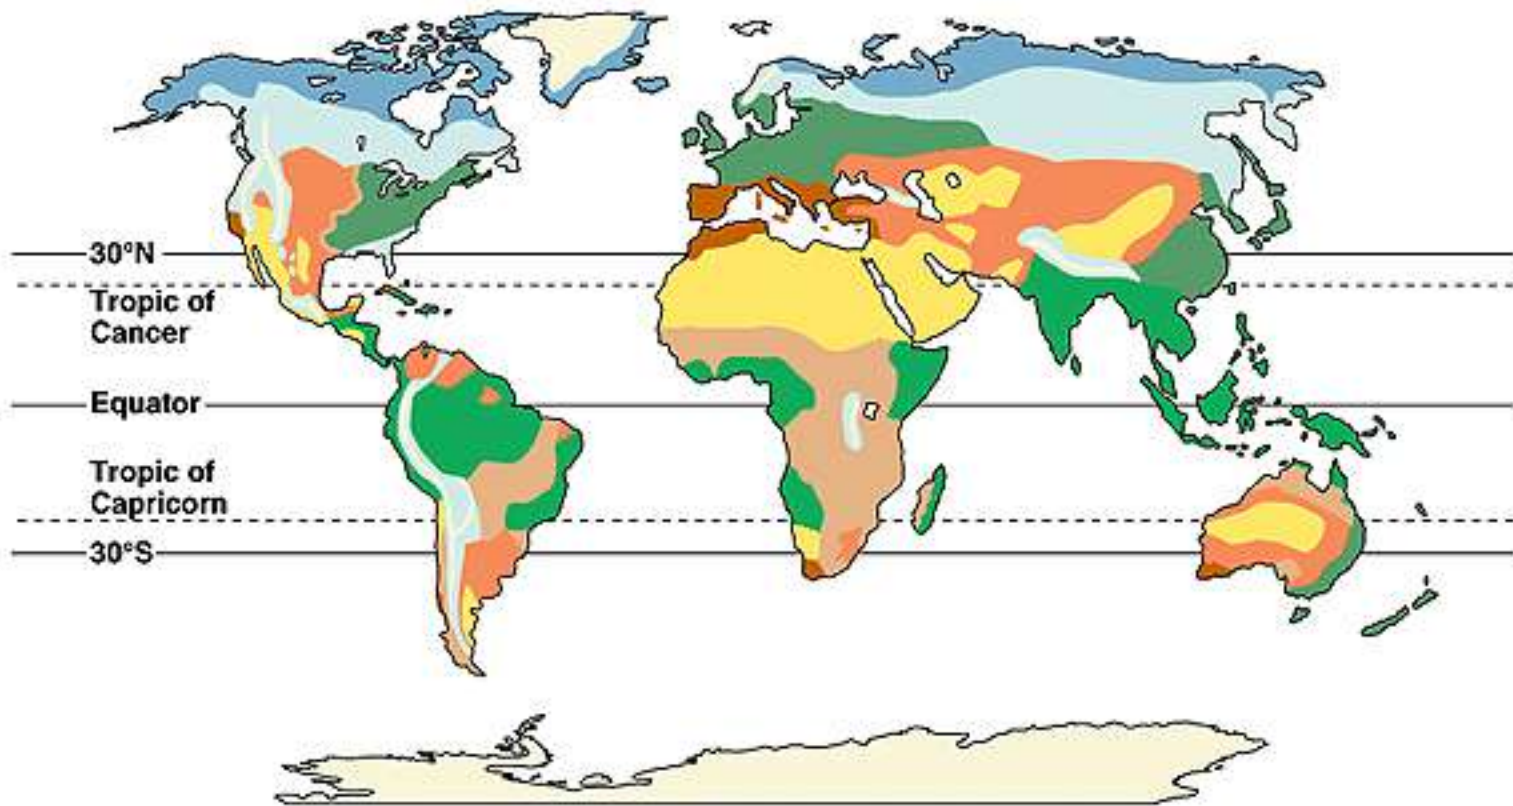 30°N
Tropic of
Cancer
Equator
Tropic of
Capricorn
30°S